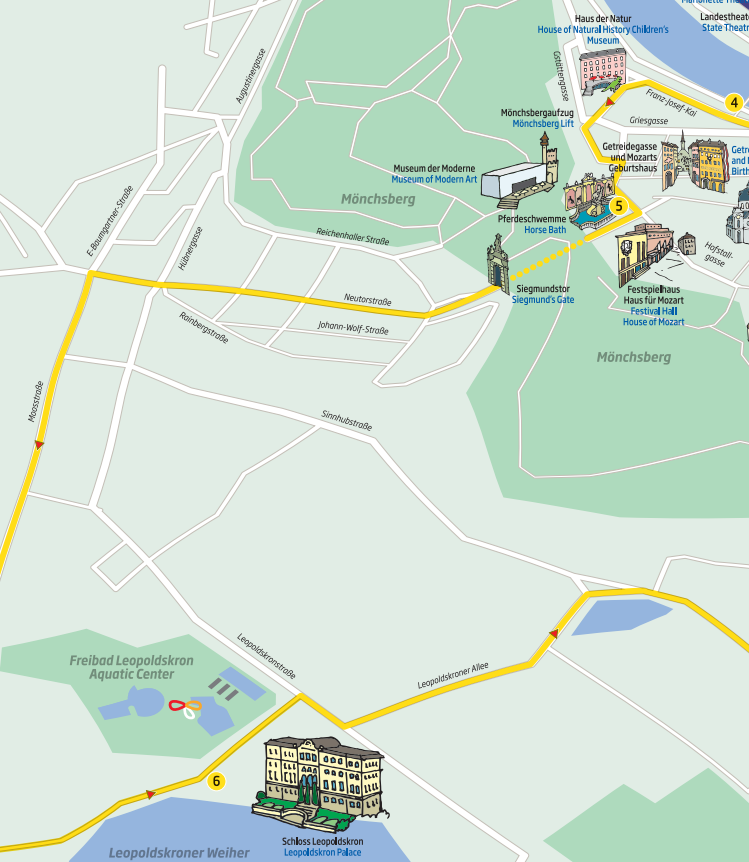 Landestheater
State Theatre
Haus der Natur
House of Natural History Children's
Museum
Gstättengasse
Augustinergasse
4
Franz-Josef-Kai
Griesgasse
Mönchsbergaufzug
Mönchsberg Lift
Getreidegasse
und Mozarts
Geburtshaus
Museum der Moderne
Museum of Modern Art
Mönchsberg
5
Pferdeschwemme
Horse Bath
E-Baumgartner-Straße
Hübnergasse
Reichenhaller Straße
Hofstall-
gasse
Siegmundstor
Siegmund's Gate
Festspielhaus
Haus für Mozart
Festival Hall
House of Mozart
Neutorstraße
Rainbergstraße
Johann-Wolf-Straße
Mönchsberg
Moosstraße
Sinnhubstraße
Leopoldskronstraße
Freibad Leopoldskron
Aquatic Center
Leopoldskroner Allee
6
Schloss Leopoldskron
Leopoldskron Palace
Leopoldskroner Weiher